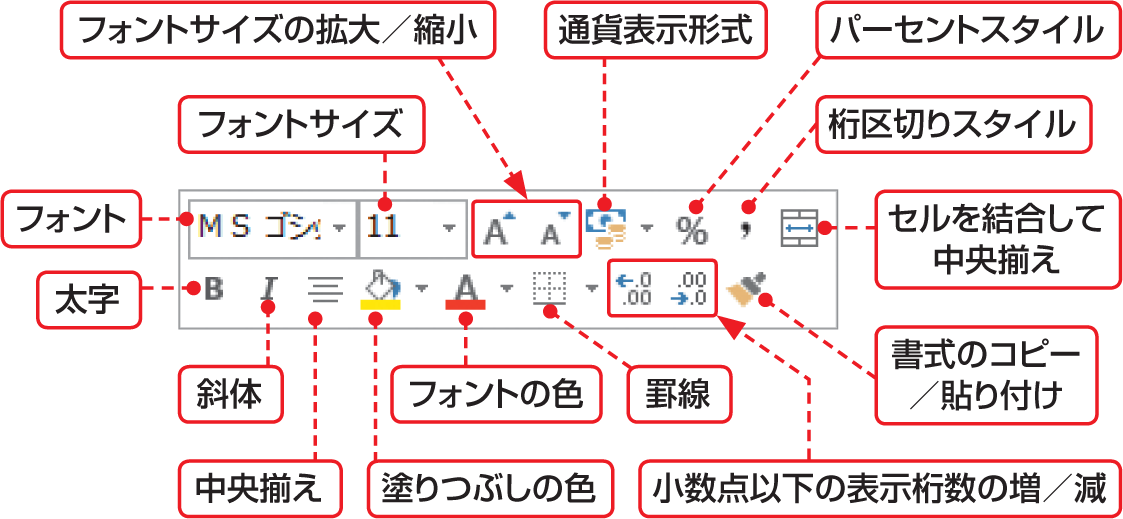 フォントサイズの拡大／縮小
通貨表示形式
パーセントスタイル
フォントサイズ
桁区切りスタイル
フォント
ＭＳ ゴシ
11
A
A
%
,
セルを結合して
中央揃え
太字
B
I
A
←.0
.00
.00
→.0
書式のコピー
／貼り付け
斜体
フォントの色
罫線
中央揃え
塗りつぶしの色
小数点以下の表示桁数の増／減